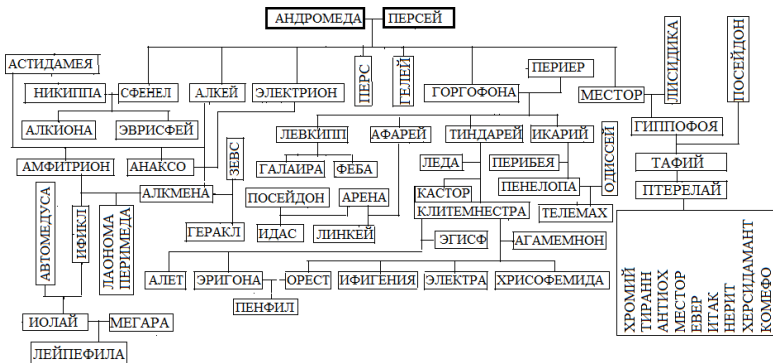 АНДРОМЕДА ПЕРСЕЙ
АСТИДАМЕЯ
НИКИППА СФЕНЕЛ АЛКЕЙ ЭЛЕКТРИОН ПЕРС ГЕЛЕЙ ГОРГОФОНА ПЕРИЕР МЕСТОР ЛИСИДИКА ПОСЕЙДОН
АЛКИОНА ЭВРИСФЕЙ ЛЕВКИПП АФАРЕЙ ТИНДАРЕЙ ИКАРИЙ ГИППОФОЯ
АМФИТРИОН АНАКСО ЗЕВС ГАЛАИРА ФЕБА ЛЕДА ПЕРИБЕЯ ОДИССЕЙ ТАФИЙ
АВТОМЕДУСА ИФИКЛ ЛАОНОМА ПЕРИМЕДА АЛКМЕНА ПОСЕЙДОН АРЕНА КАСТОР ПЕНЕЛОПА ПТЕРЕЛАЙ
КЛИТЕМНЕСТРА ТЕЛЕМАХ
ГЕРАКЛ ИДАС ЛИНКЕЙ ЭГИСФ АГАМЕМНОН
АЛЕТ ЭРИГОНА ОРЕСТ ИФИГЕНИЯ ЭЛЕКТРА ХРИСОФЕМИДА
ПЕНФИЛ
ИОЛАЙ МЕГАРА
ЛЕЙПЕФИЛА
ХРОМИЙ
ТИРАНН
АНТИОХ
МЕСТОР
ЕВЕР
ИТАК
НЕРИТ
ХЕРСИДАМАНТ
КОМЕФО